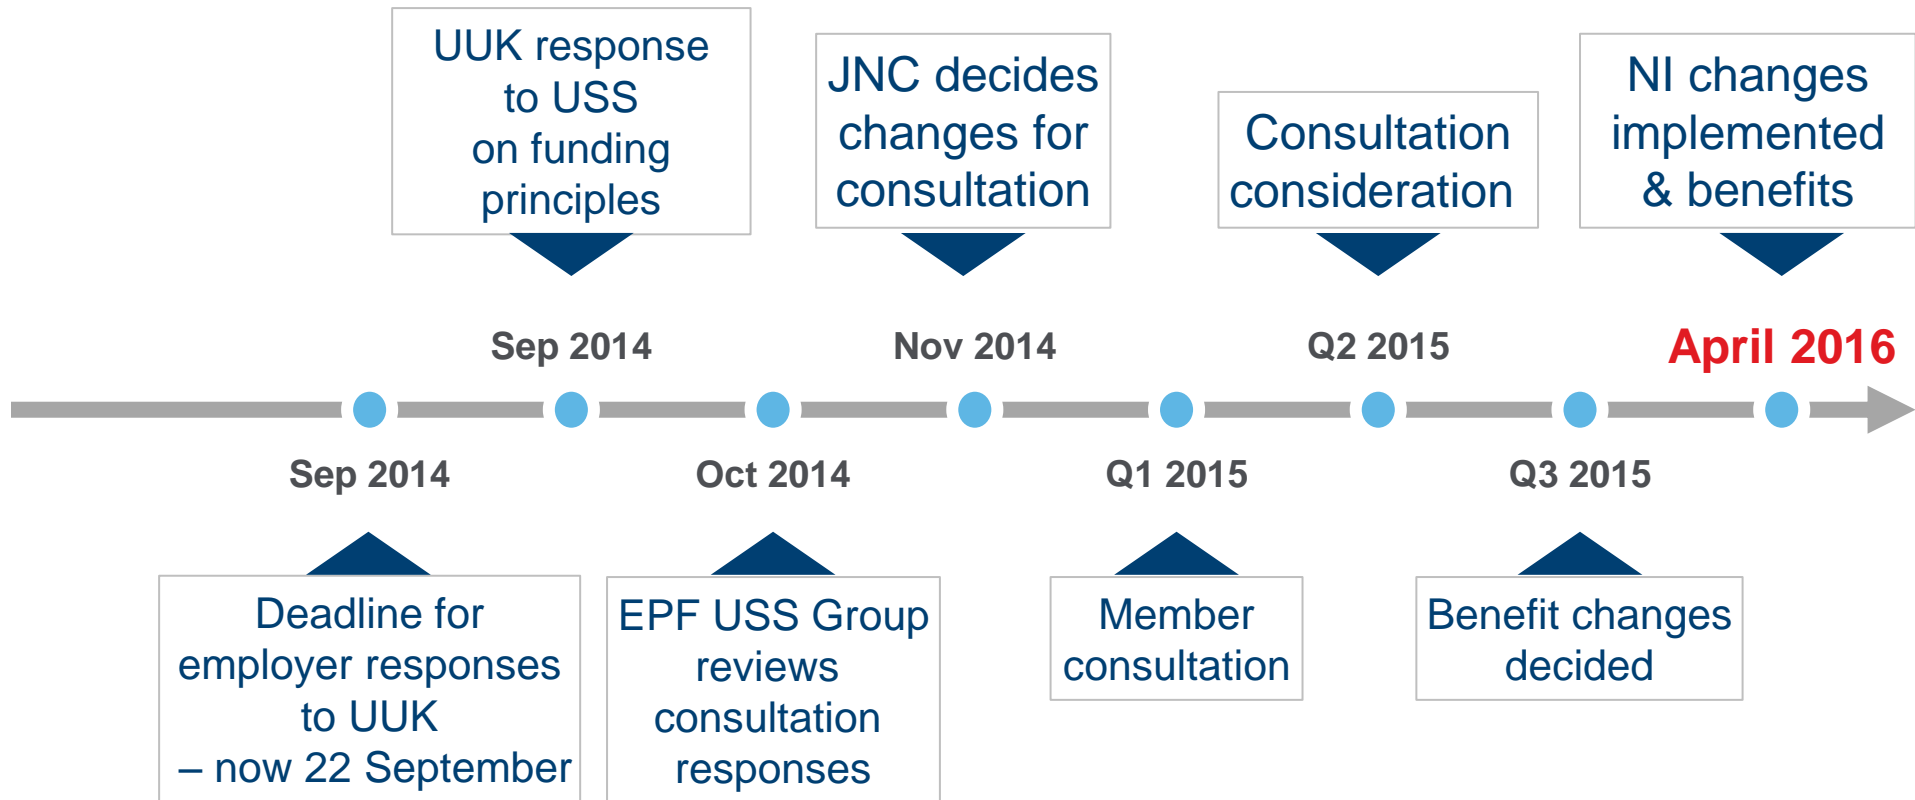 UUK response
to USS
on funding
principles
JNC decides
changes for
consultation
Consultation
consideration
NI changes
implemented
& benefits
Sep 2014
Nov 2014
Q2 2015
April 2016
Sep 2014
Oct 2014
Q1 2015
Q3 2015
Deadline for
employer responses
to UUK
– now 22 September
EPF USS Group
reviews
consultation
responses
Member
consultation
Benefit changes
decided